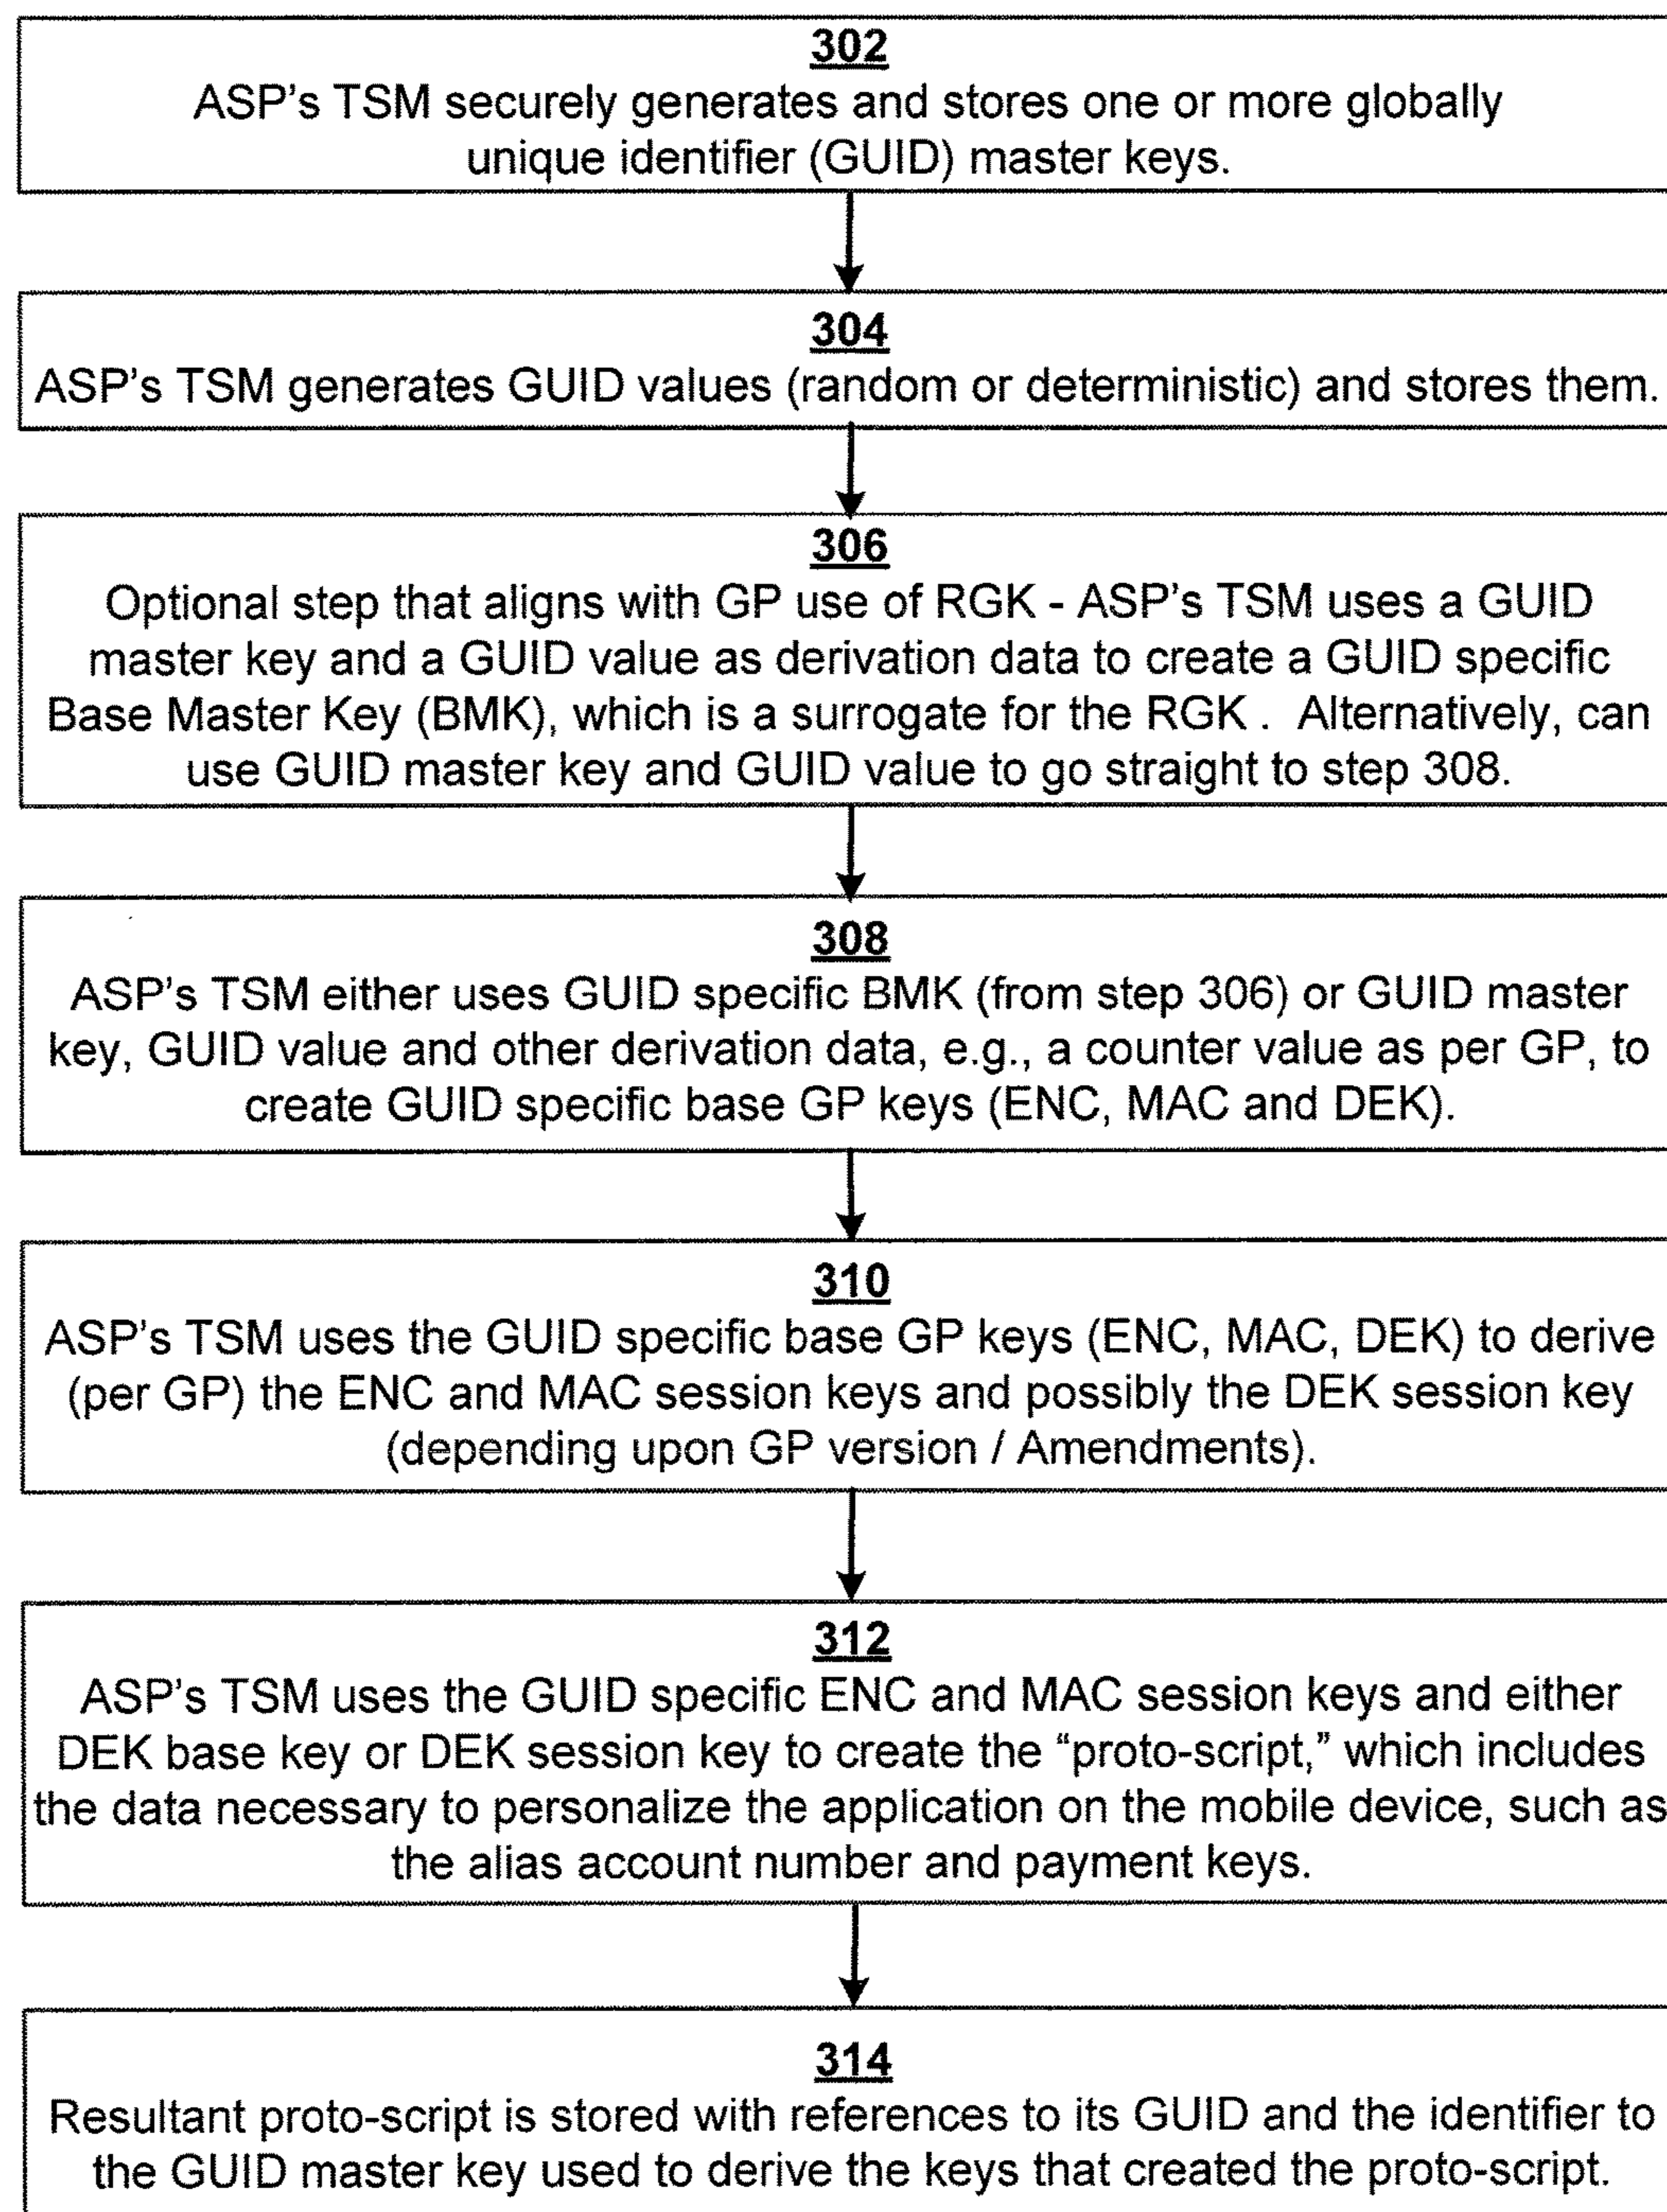 302
ASP's TSM securely generates and stores one or more globally
unique identifier (GUID) master keys.
304
ASP's TSM generates GUID values (random or deterministic) and stores them.
306
Optional step that aligns with GP use of RGK - ASP's TSM uses a GUID
master key and a GUID value as derivation data to create a GUID specific
Base Master Key (BMK), which is a surrogate for the RGK . Alternatively, can
use GUID master key and GUID value to go straight to step 308.
308
ASP's TSM either uses GUID specific BMK (from step 306) or GUID master
key, GUID value and other derivation data, e.g., a counter value as per GP, to
create GUID specific base GP keys (ENC, MAC and DEK).
310
ASP's TSM uses the GUID specific base GP keys (ENC, MAC, DEK) to derive
(per GP) the ENC and MAC session keys and possibly the DEK session key
(depending upon GP version / Amendments).
312
ASP's TSM uses the GUID specific ENC and MAC session keys and either
DEK base key or DEK session key to create the “proto-script,” which includes
the data necessary to personalize the application on the mobile device, such as
the alias account number and payment keys.
314
Resultant proto-script is stored with references to its GUID and the identifier to
the GUID master key used to derive the keys that created the proto-script.